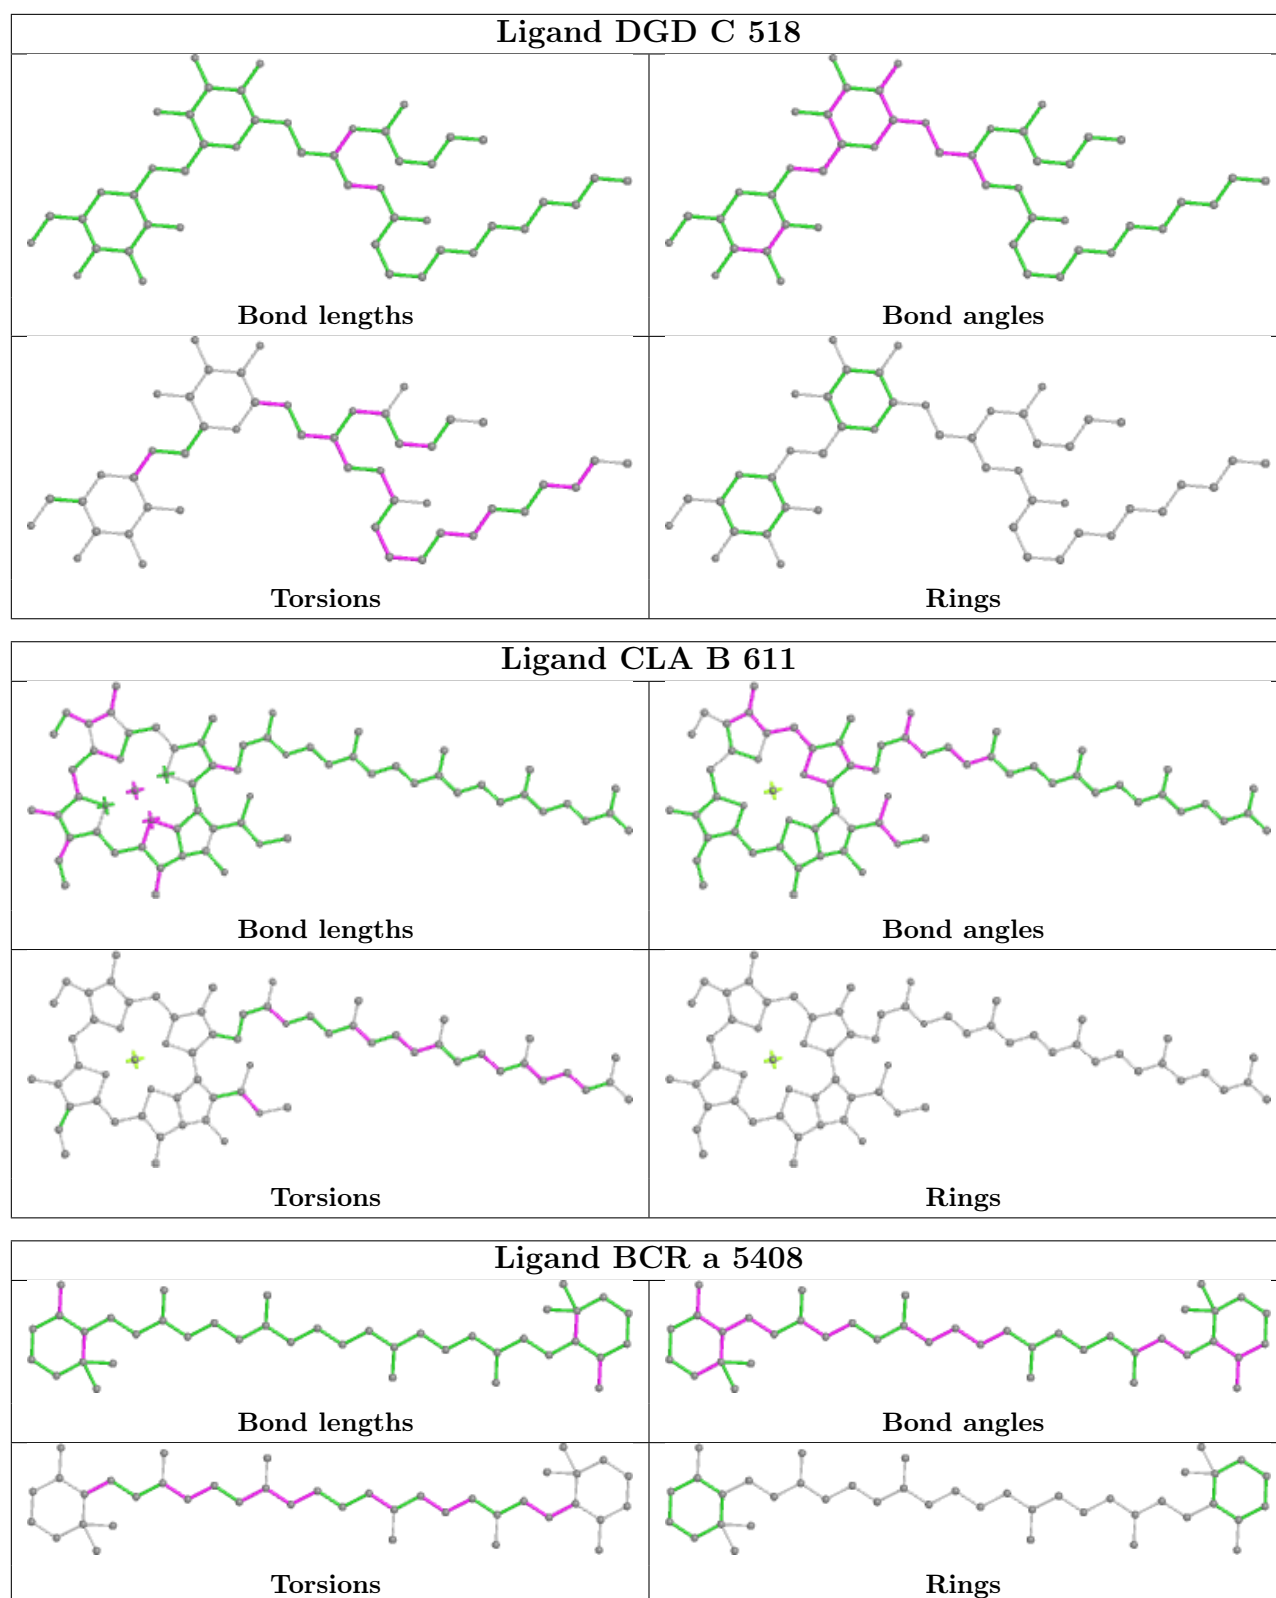 Ligand DGD C 518
Bond lengths
Bond angles
Torsions
Rings
Ligand CLA B 611
Bond lengths
Bond angles
Torsions
Rings
Ligand BCR a 5408
Bond lengths
Bond angles
Torsions
Rings